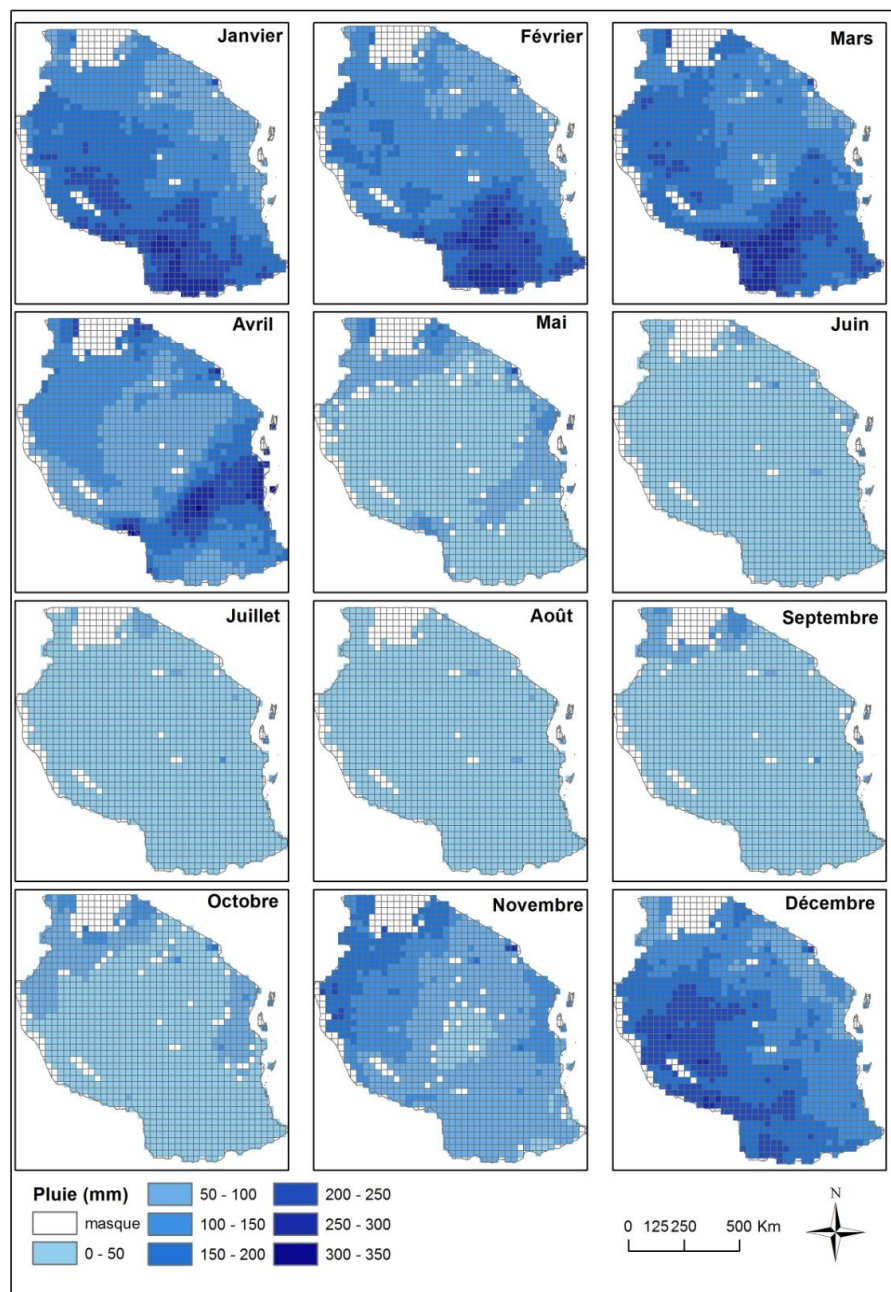 Janvier
Février
Mars
Avril
Mai
Juin
Juillet
Août
Septembre
Octobre
Novembre
Décembre
Pluie (mm)
masque
0 - 50
50 - 100
100 - 150
150 - 200
200 - 250
250 - 300
300 - 350
0 125 250 500 Km
N